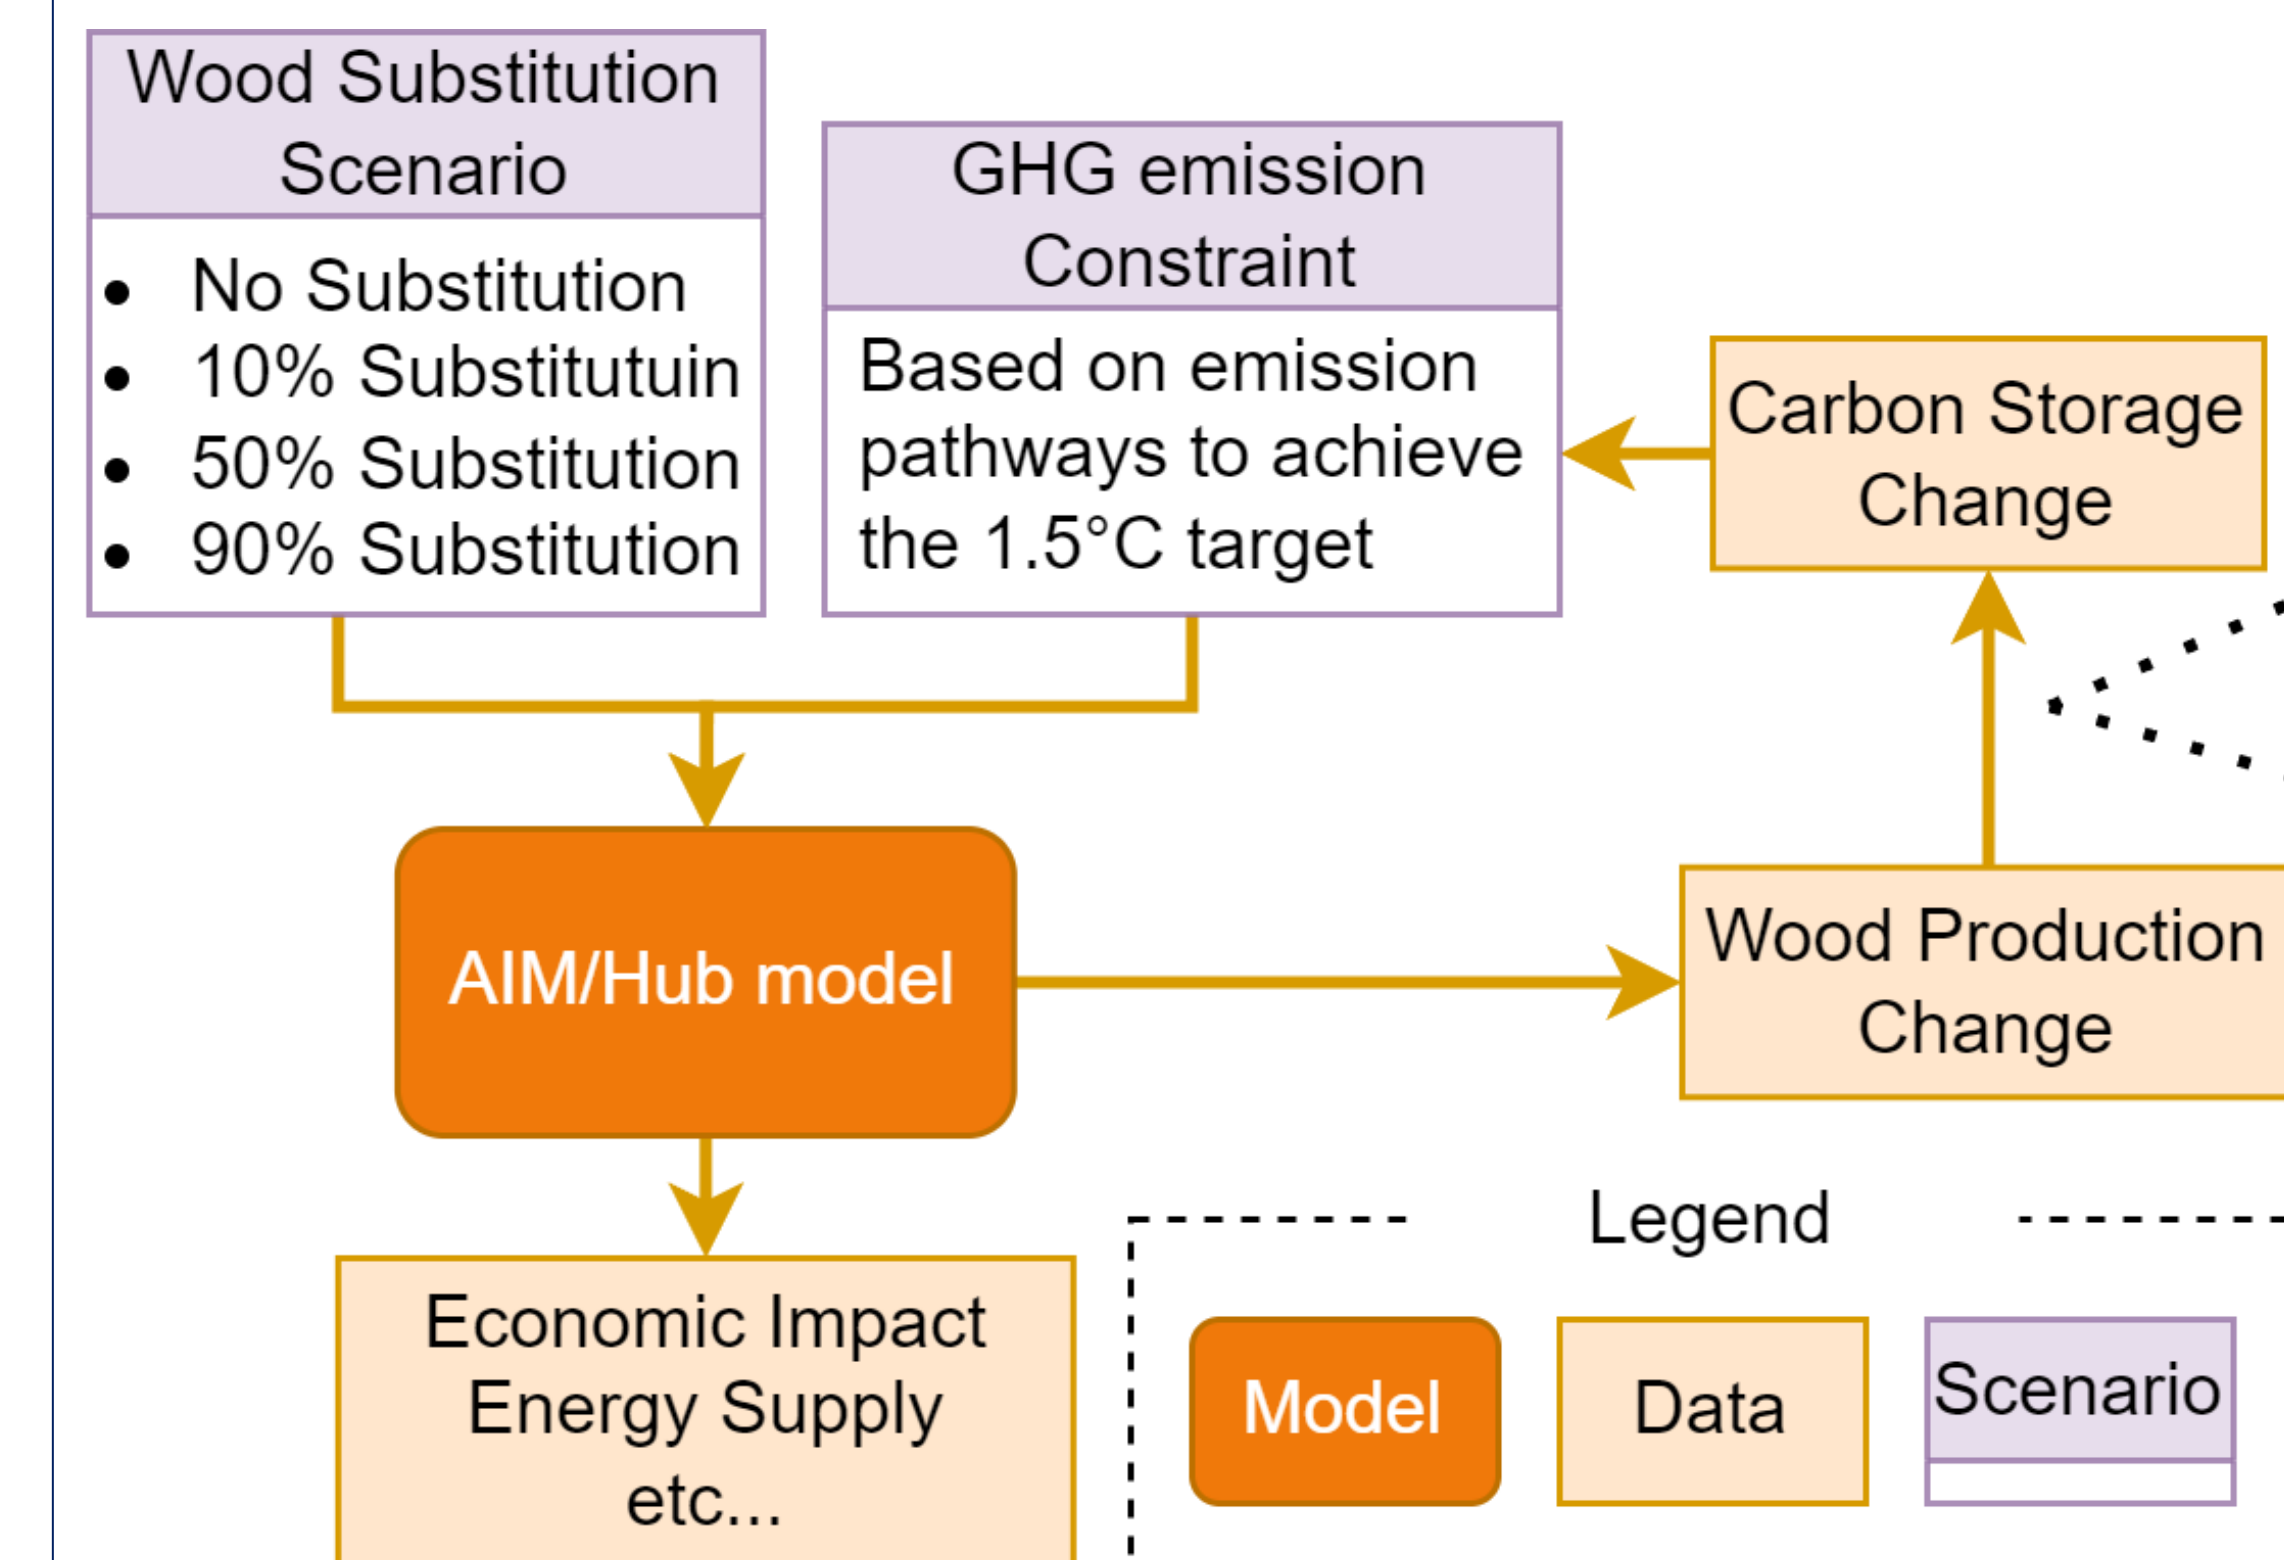 Wood Substitution
Scenario
• No Substitution
• 10% Substitutuin
• 50% Substitution
• 90% Substitution
GHG emission
Constraint
Based on emission
pathways to achieve
the 1.5°C target
Carbon Storage
Change
AIM/Hub model
Wood Production
Change
Economic Impact
Energy Supply
etc...
Legend
Model
Data
Scenario